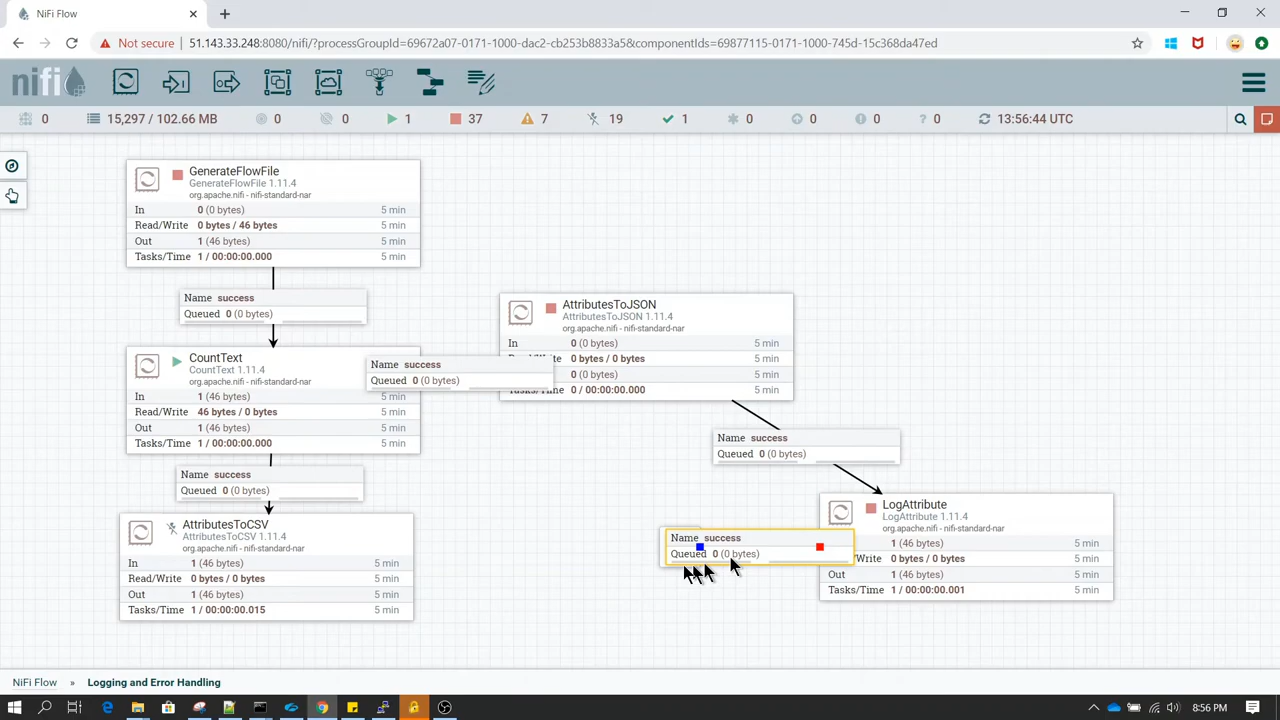 NiFi Flow
Not secure
51.143.33.248:8080/nifi/?processGroupId=69672a07-0171-1000-dac2-cb253b8833a5&componentIds=69877115-0171-1000-745d-15c368da47ed
nifi
0
15,297 / 102.66 MB
0
0
1
37
7
19
1
0
0
0
0
13:56:44 UTC
GenerateFlowFile
GenerateFlowFile 1.11.4
org.apache.nifi - nifi-standard-nar
In 0 (0 bytes) 5 min
Read/Write 0 bytes / 46 bytes 5 min
Out 1 (46 bytes) 5 min
Tasks/Time 1 / 00:00:00.000 5 min
Name success
Queued 0 (0 bytes)
CountText
CountText 1.11.4
org.apache.nifi - nifi-standard-nar
In 1 (46 bytes) 5 min
Read/Write 46 bytes / 0 bytes 5 min
Out 1 (46 bytes) 5 min
Tasks/Time 1 / 00:00:00.000 5 min
Name success
Queued 0 (0 bytes)
AttributesToCSV
AttributesToCSV 1.11.4
org.apache.nifi - nifi-standard-nar
In 1 (46 bytes) 5 min
Read/Write 0 bytes / 0 bytes 5 min
Out 1 (46 bytes) 5 min
Tasks/Time 1 / 00:00:00.015 5 min
Name success
Queued 0 (0 bytes)
AttributesToJSON
AttributesToJSON 1.11.4
org.apache.nifi - nifi-standard-nar
In 0 (0 bytes) 5 min
0 bytes / 0 bytes 5 min
0 (0 bytes) 5 min
Tasks/Time 0 / 00:00:00.000 5 min
Name success
Queued 0 (0 bytes)
Name success
Queued 0 (0 bytes)
LogAttribute
LogAttribute 1.11.4
org.apache.nifi - nifi-standard-nar
1 (46 bytes) 5 min
Write 0 bytes / 0 bytes 5 min
Out 1 (46 bytes) 5 min
Tasks/Time 1 / 00:00:00.001 5 min
NiFi Flow » Logging and Error Handling
8:56 PM